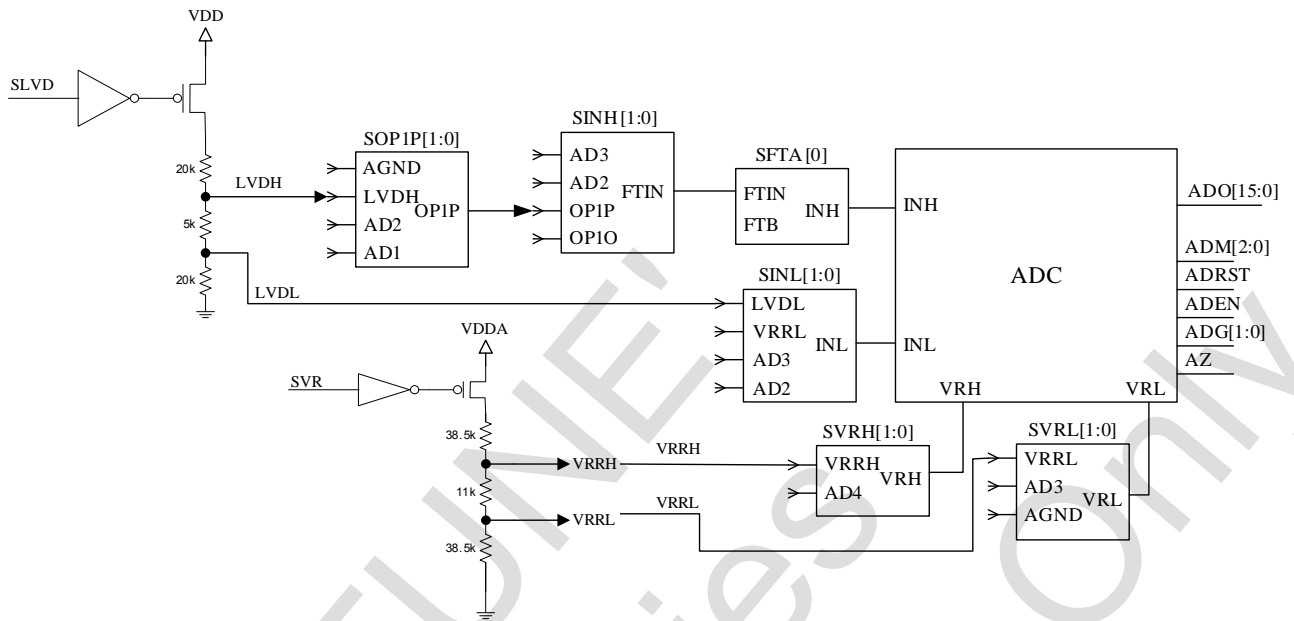 VDD
SLVD
20k
LVDH
5k
20k
LVDL
SOP1P[1:0]
AGND
LVDH
OP1P
AD2
AD1
SINH[1:0]
AD3
AD2
FTIN
OP1P
OP1O
SFTA[0]
FTIN
INH
FTB
INH
ADC
INL
VRH
VRL
ADO[15:0]
ADM[2:0]
ADRST
ADEN
ADG[1:0]
AZ
SINL[1:0]
LVDL
VRRL
INL
AD3
AD2
VDDA
SVR
38.5k
VRRH
VRRH
11k
VRRL
VRRL
38.5k
SVRH[1:0]
VRRH
VRH
AD4
SVRL[1:0]
VRRL
AD3
VRL
AGND
TUNE'
ies
Only